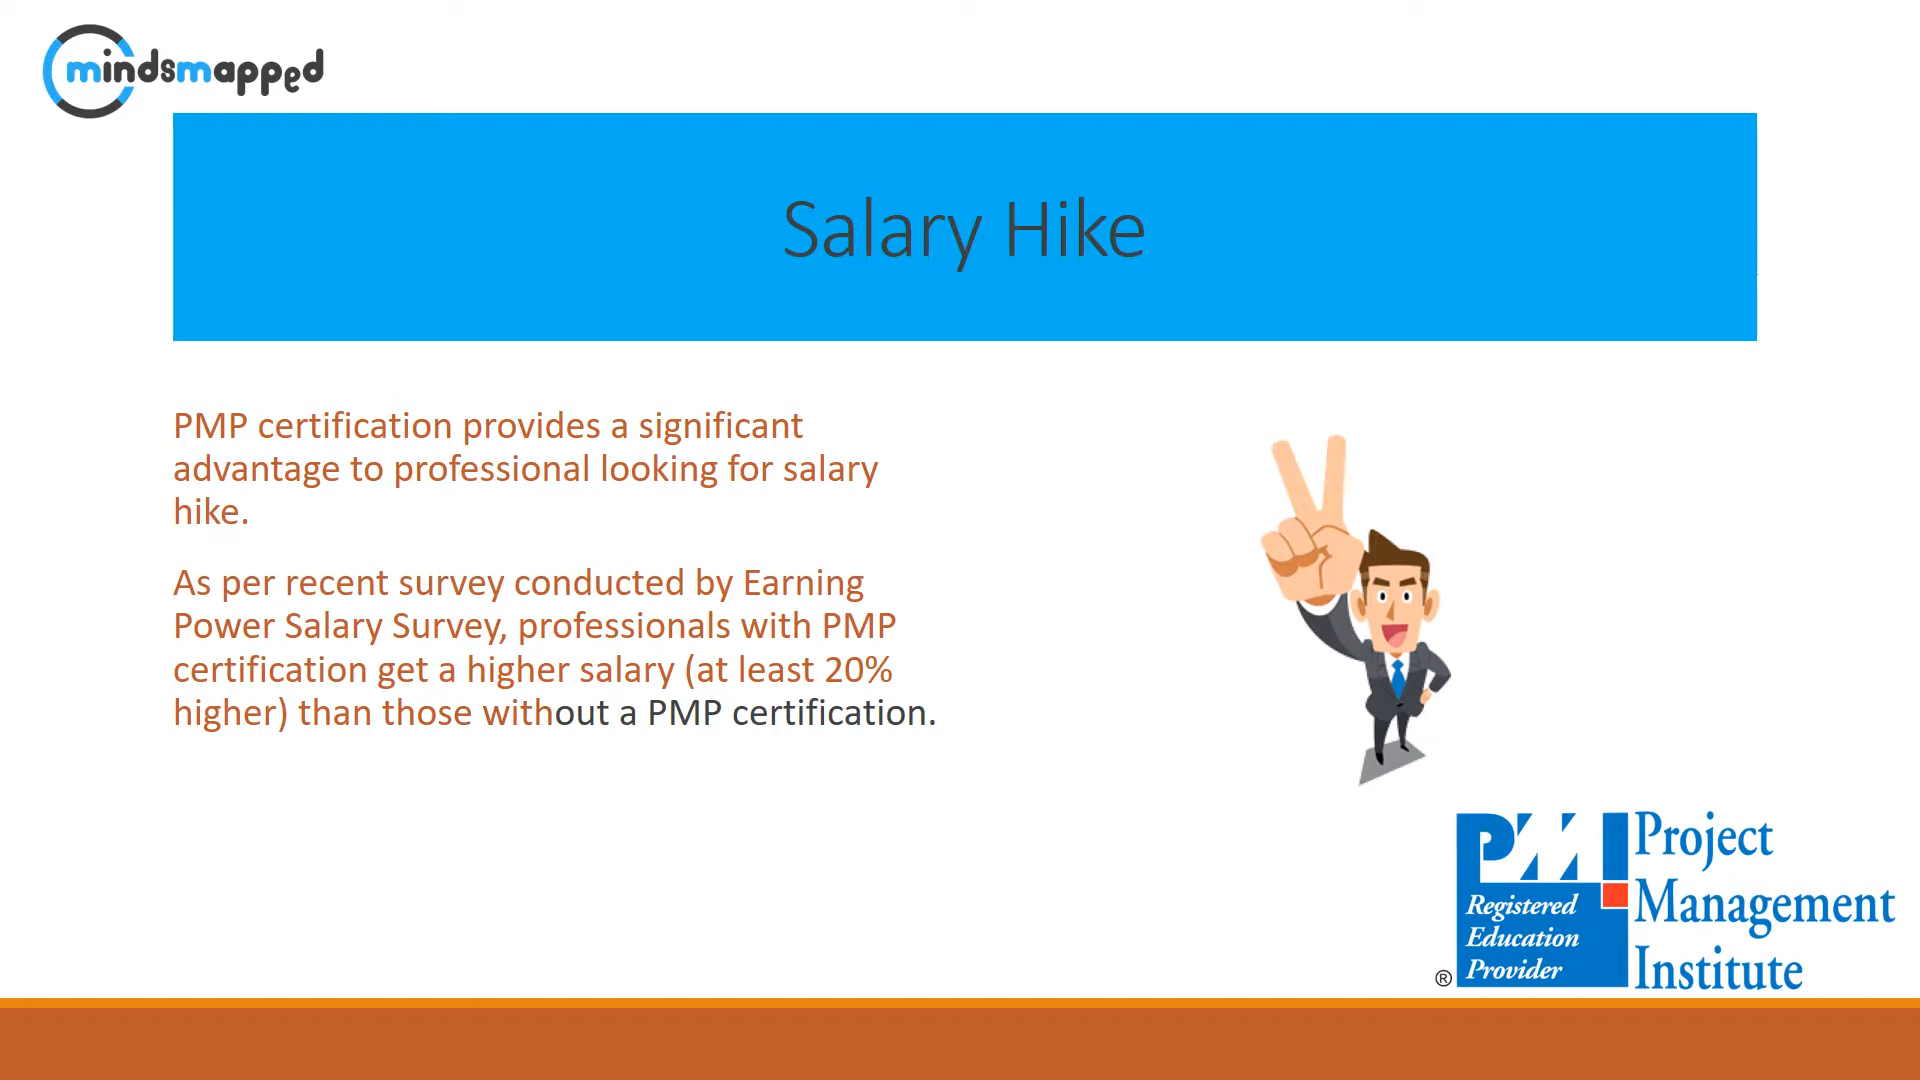 mindsmapped
Salary Hike
PMP certification provides a significant
advantage to professional looking for salary
hike.
As per recent survey conducted by Earning
Power Salary Survey, professionals with PMP
certification get a higher salary (at least 20%
higher) than those without a PMP certification.
PMI
Registered
Education
Provider
®
Project
Management
Institute